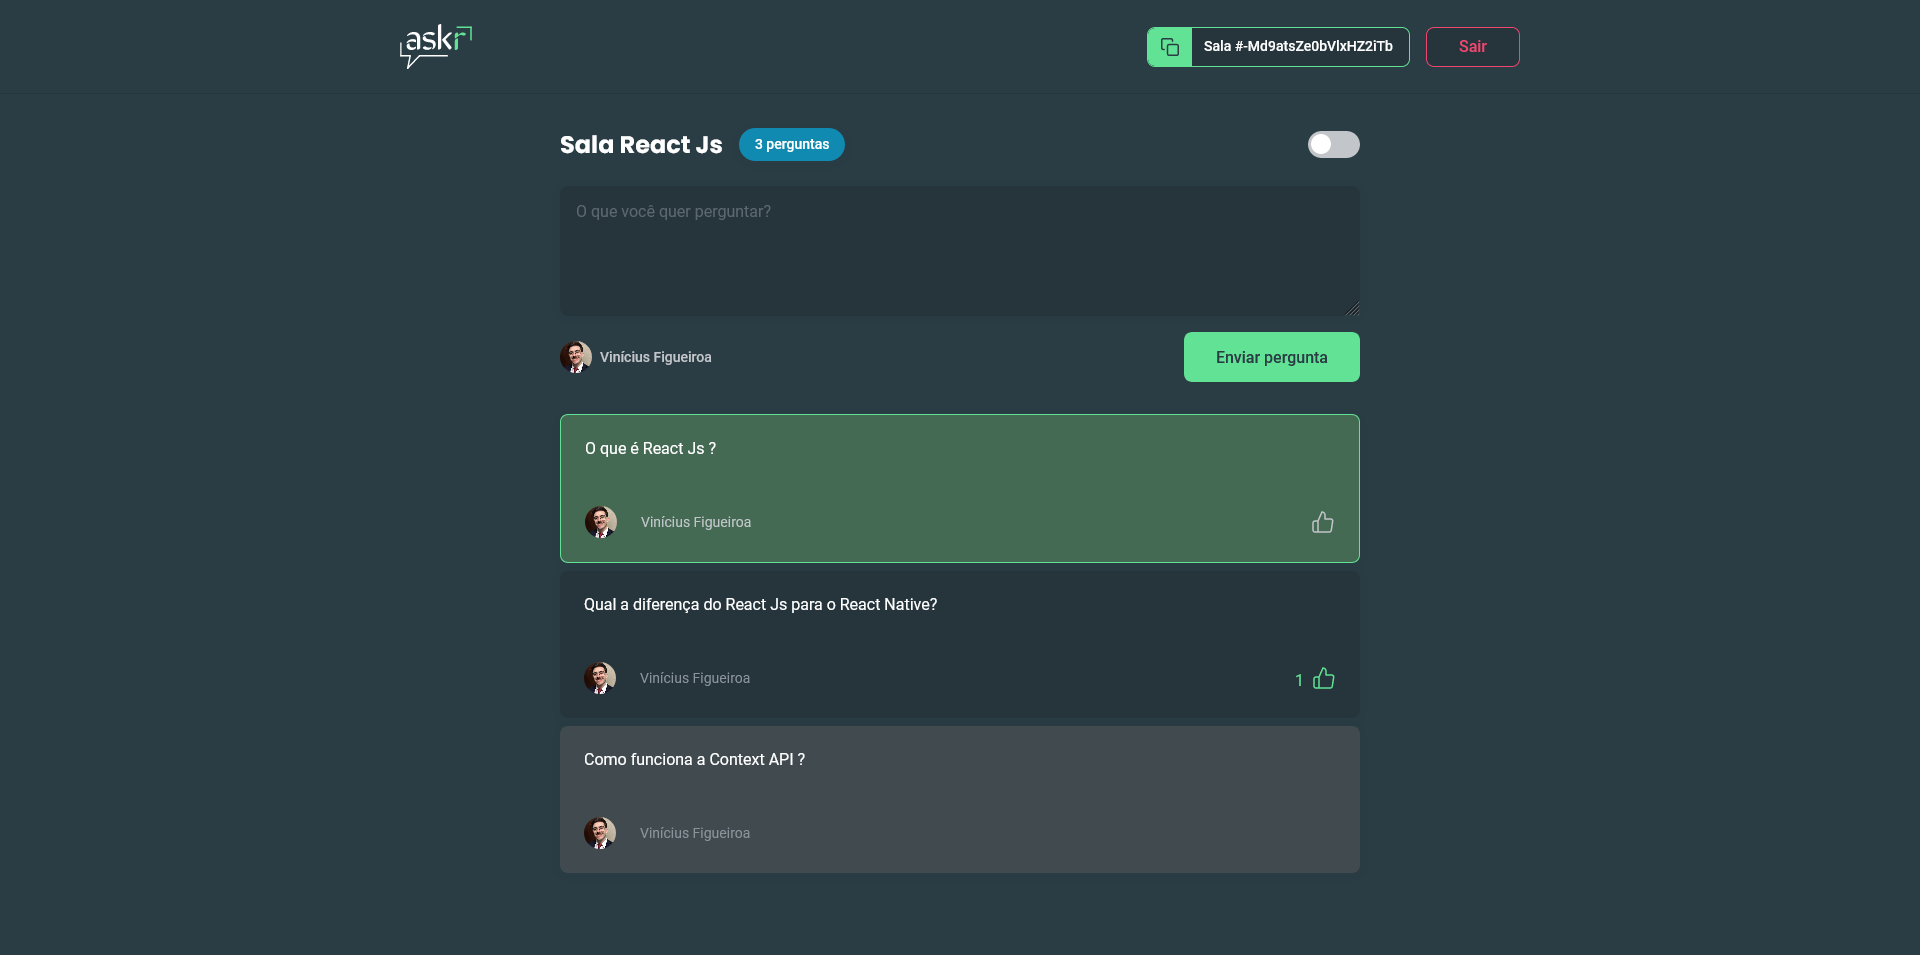 askr
Sala #-Md9atsZe0bVlxHZ2iTb
Sair
Sala React Js
3 perguntas
O que você quer perguntar?
Vinícius Figueiroa
Enviar pergunta
O que é React Js ?
Vinícius Figueiroa
Qual a diferença do React Js para o React Native?
Vinícius Figueiroa
1
Como funciona a Context API ?
Vinícius Figueiroa